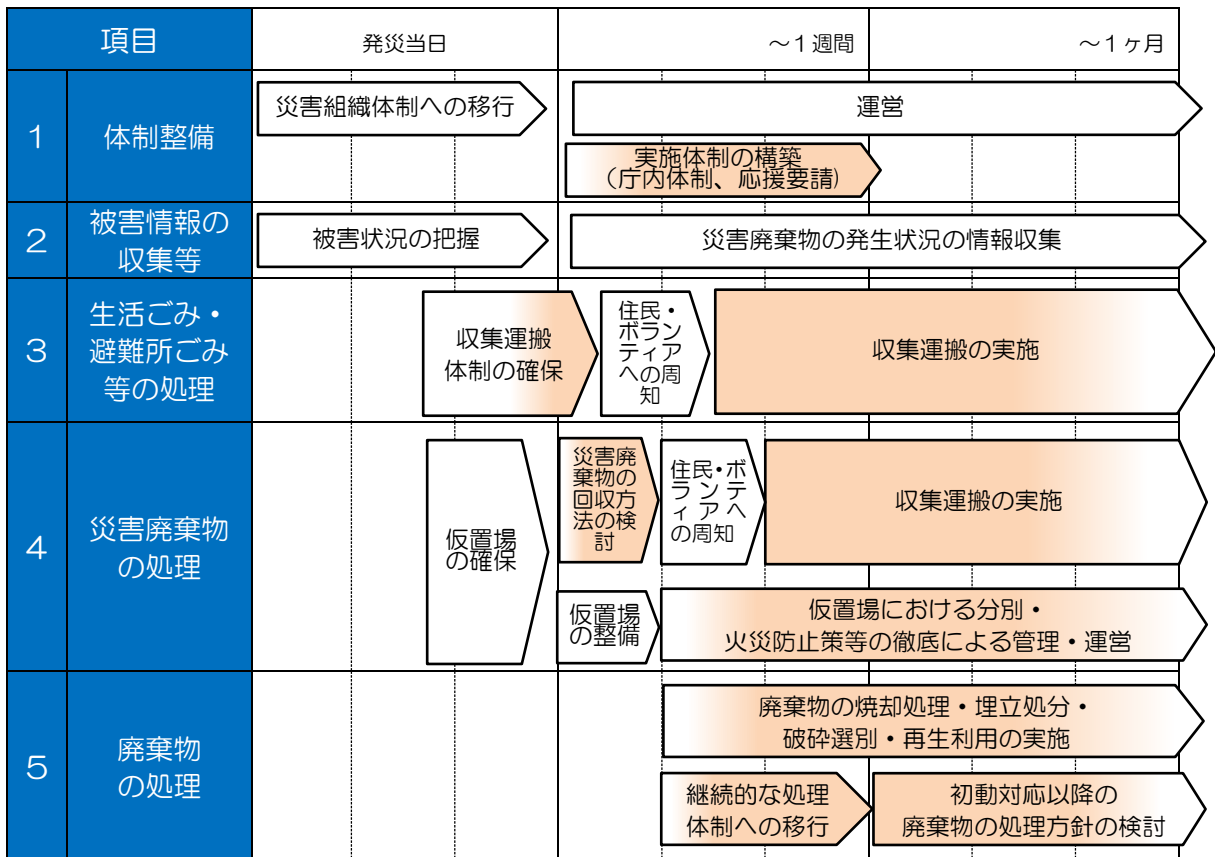 項目
発災当日
～1週間
～1ヶ月
1
体制整備
災害組織体制への移行
運営
実施体制の構築
（庁内体制、応援要請)
2
被害情報の
収集等
被害状況の把握
災害廃棄物の発生状況の情報収集
3
生活ごみ・
避難所ごみ
等の処理
収集運搬
体制の確保
住民・
ボラン
ティア
への周
知
収集運搬の実施
4
災害廃棄物
の処理
仮置場
の確保
災害廃
棄物の
回収方
法の検
討
住民・ボ
ランテ
ィアへ
の周知
収集運搬の実施
仮置場
の整備
仮置場における分別・
火災防止策等の徹底による管理・運営
5
廃棄物
の処理
廃棄物の焼却処理・埋立処分・
破砕選別・再生利用の実施
継続的な処理
体制への移行
初動対応以降の
廃棄物の処理方針の検討